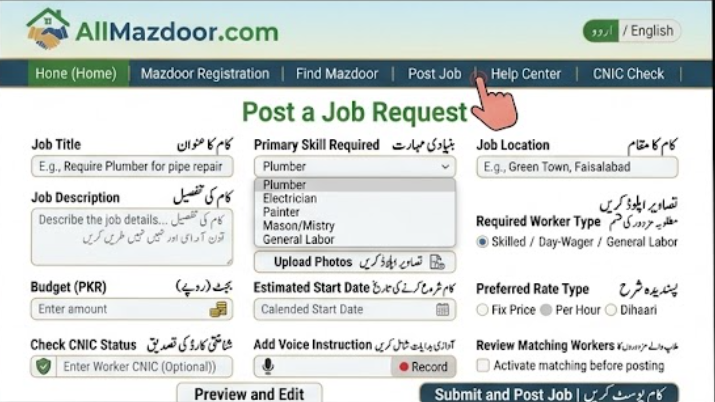 AllMazdoor.com
اردو / English
Hone (Home) | Mazdoor Registration | Find Mazdoor | Post Job | Help Center | CNIC Check |
Post a Job Request
Job Title کام کا عنوان
E.g., Require Plumber for pipe repair
Primary Skill Required بنیادی مہارت
Plumber
Plumber
Electrician
Painter
Mason/Mistry
General Labor
Job Location کام کا مقام
E.g., Green Town, Faisalabad
Job Description کام کی تفصیل
Describe the job details... کام کی تفصیل
اور نہیں نہیں طریں کریں
Upload Photos تصاویر اپلوڈ کریں
تصاویر اپلوڈ کریں
Required Worker Type مطلوبہ مزدور کی قسم
Skilled / Day-Wager / General Labor
Budget (PKR) بجٹ (روپے)
Enter amount
Estimated Start Date کام شروع کرنے کی تاریخ
Calended Start Date
Preferred Rate Type پسندیدہ شرح
Fix Price Per Hour Dihaari
Check CNIC Status شناختی کارڈ کی تصدیق
Enter Worker CNIC (Optional))
Add Voice Instruction شامل کریں
Record
Review Matching Workers
Activate matching before posting
Preview and Edit
Submit and Post Job | کام پوسٹ کریں